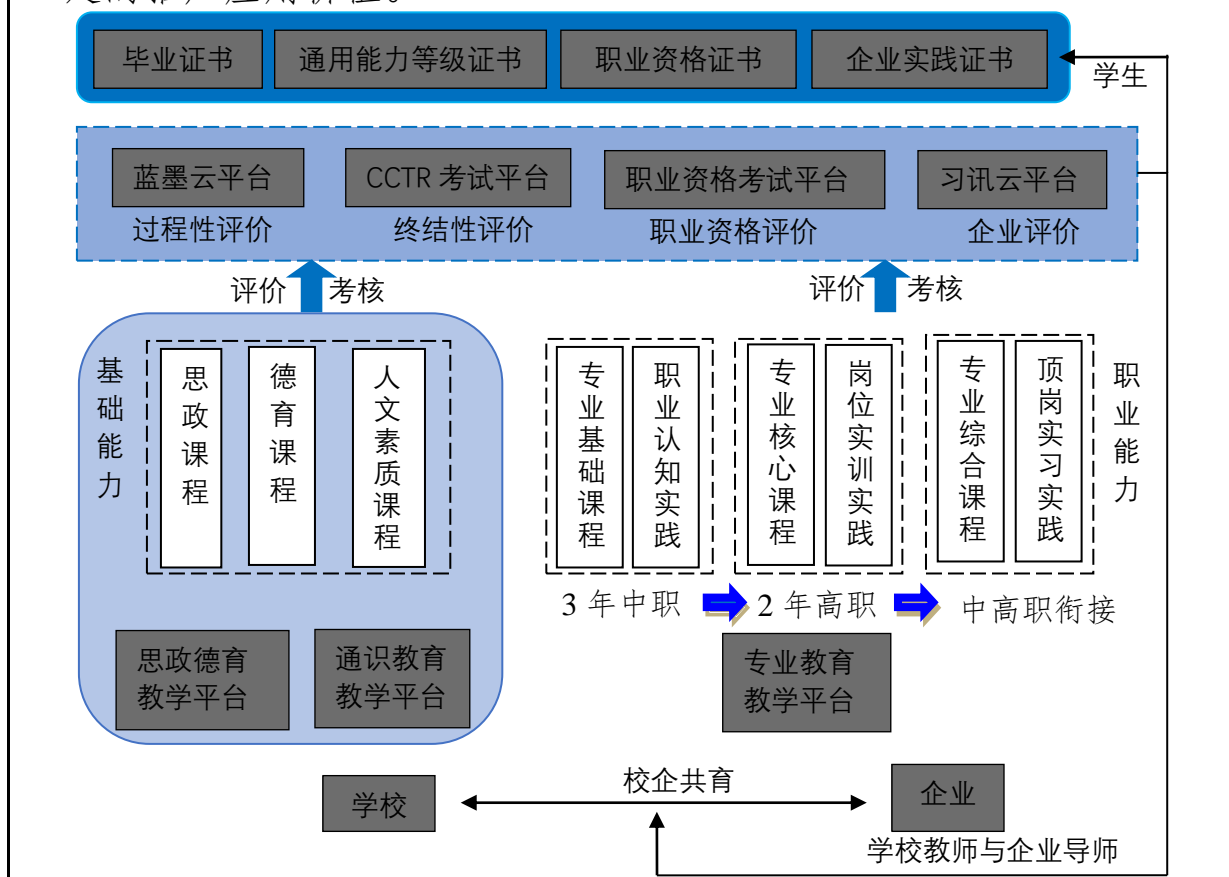 毕业证书
通用能力等级证书
职业资格证书
企业实践证书
学生
蓝墨云平台
CCTR 考试平台
职业资格考试平台
习讯云平台
过程性评价
终结性评价
职业资格评价
企业评价
评价
考核
评价
考核
基础能力
思政课程
德育课程
人文素质课程
专业基础课程
职业认知实践
专业核心课程
岗位实训实践
专业综合课程
顶岗实习实践
职业能力
3 年中职
2 年高职
中高职衔接
思政德育
教学平台
通识教育
教学平台
专业教育
教学平台
学校
校企共育
企业
学校教师与企业导师